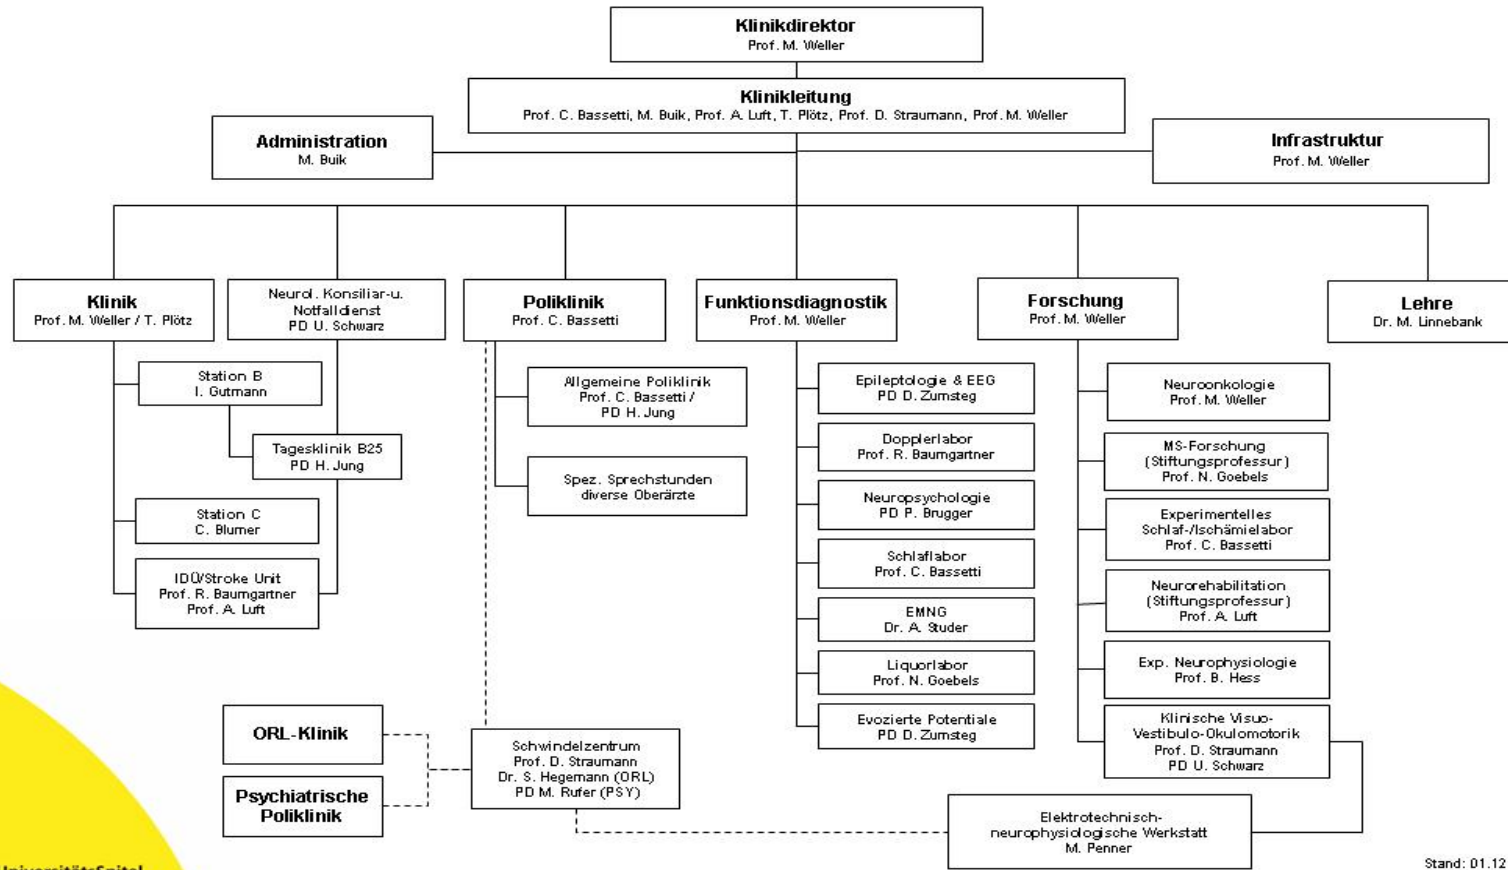 Klinikdirektor
Prof. M. Weller
Klinikleitung
Prof. C. Bassetti, M. Buik, Prof. A. Luft, T. Plötz, Prof. D. Straumann, Prof. M. Weller
Administration
M. Buik
Infrastruktur
Prof. M. Weller
Klinik
Prof. M. Weller / T. Plötz
Neurol. Konsiliar-u.
Notfalldienst
PD U. Schwarz
Poliklinik
Prof. C. Bassetti
Funktionsdiagnostik
Prof. M. Weller
Forschung
Prof. M. Weller
Lehre
Dr. M. Linnebank
Station B
I. Gutmann
Tagesklinik B25
PD H. Jung
Station C
C. Blumer
IDÜ/Stroke Unit
Prof. R. Baumgartner
Prof. A. Luft
Allgemeine Poliklinik
Prof. C. Bassetti /
PD H. Jung
Spez. Sprechstunden
diverse Oberärzte
Epileptologie & EEG
PD D. Zumsteg
Dopplerlabor
Prof. R. Baumgartner
Neuropsychologie
PD P. Brugger
Schlaflabor
Prof. C. Bassetti
EMNG
Dr. A. Studer
Liquorlabor
Prof. N. Goebels
Evozierte Potentiale
PD D. Zumsteg
Neuroonkologie
Prof. M. Weller
MS-Forschung
(Stiftungsprofessur)
Prof. N. Goebels
Experimentelles
Schlaf-/Ischämielabor
Prof. C. Bassetti
Neurorehabilitation
(Stiftungsprofessur)
Prof. A. Luft
Exp. Neurophysiologie
Prof. B. Hess
Klinische Visuo-
Vestibulo-Okulomotorik
Prof. D. Straumann
PD U. Schwarz
ORL-Klinik
Psychiatrische
Poliklinik
Schwindelzentrum
Prof. D. Straumann
Dr. S. Hegemann (ORL)
PD M. Rufer (PSY)
Elektrotechnisch-
neurophysiologische Werkstatt
M. Penner
Stand: 01.12